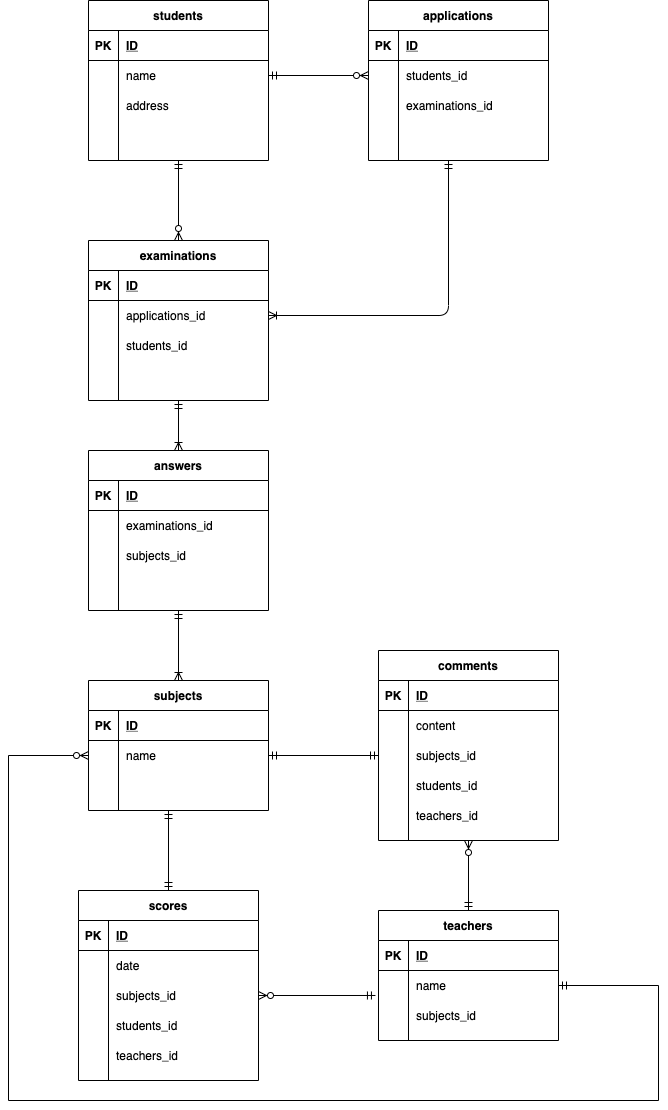 students
PK ID
name
address
applications
PK ID
students_id
examinations_id
examinations
PK ID
applications_id
students_id
answers
PK ID
examinations_id
subjects_id
subjects
PK ID
name
comments
PK ID
content
subjects_id
students_id
teachers_id
scores
PK ID
date
subjects_id
students_id
teachers_id
teachers
PK ID
name
subjects_id